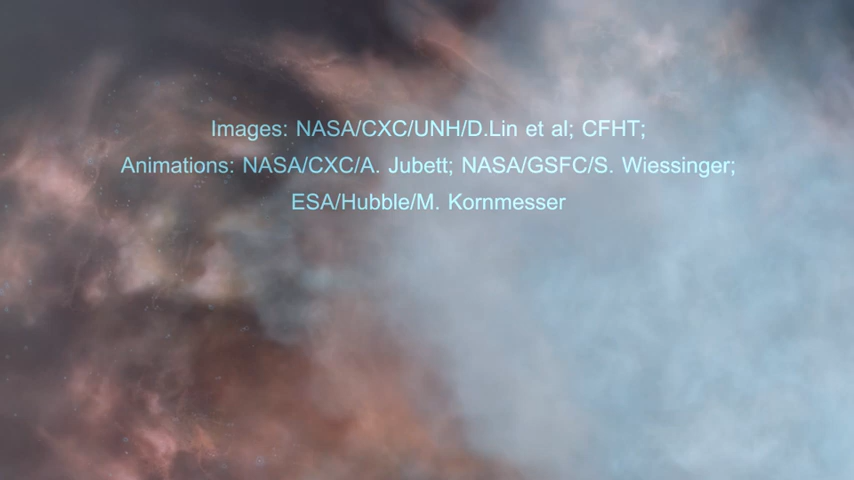 Images: NASA/CXC/UNH/D.Lin et al; CFHT;
Animations: NASA/CXC/A. Jubett; NASA/GSFC/S. Wiessinger;
ESA/Hubble/M. Kornmesser